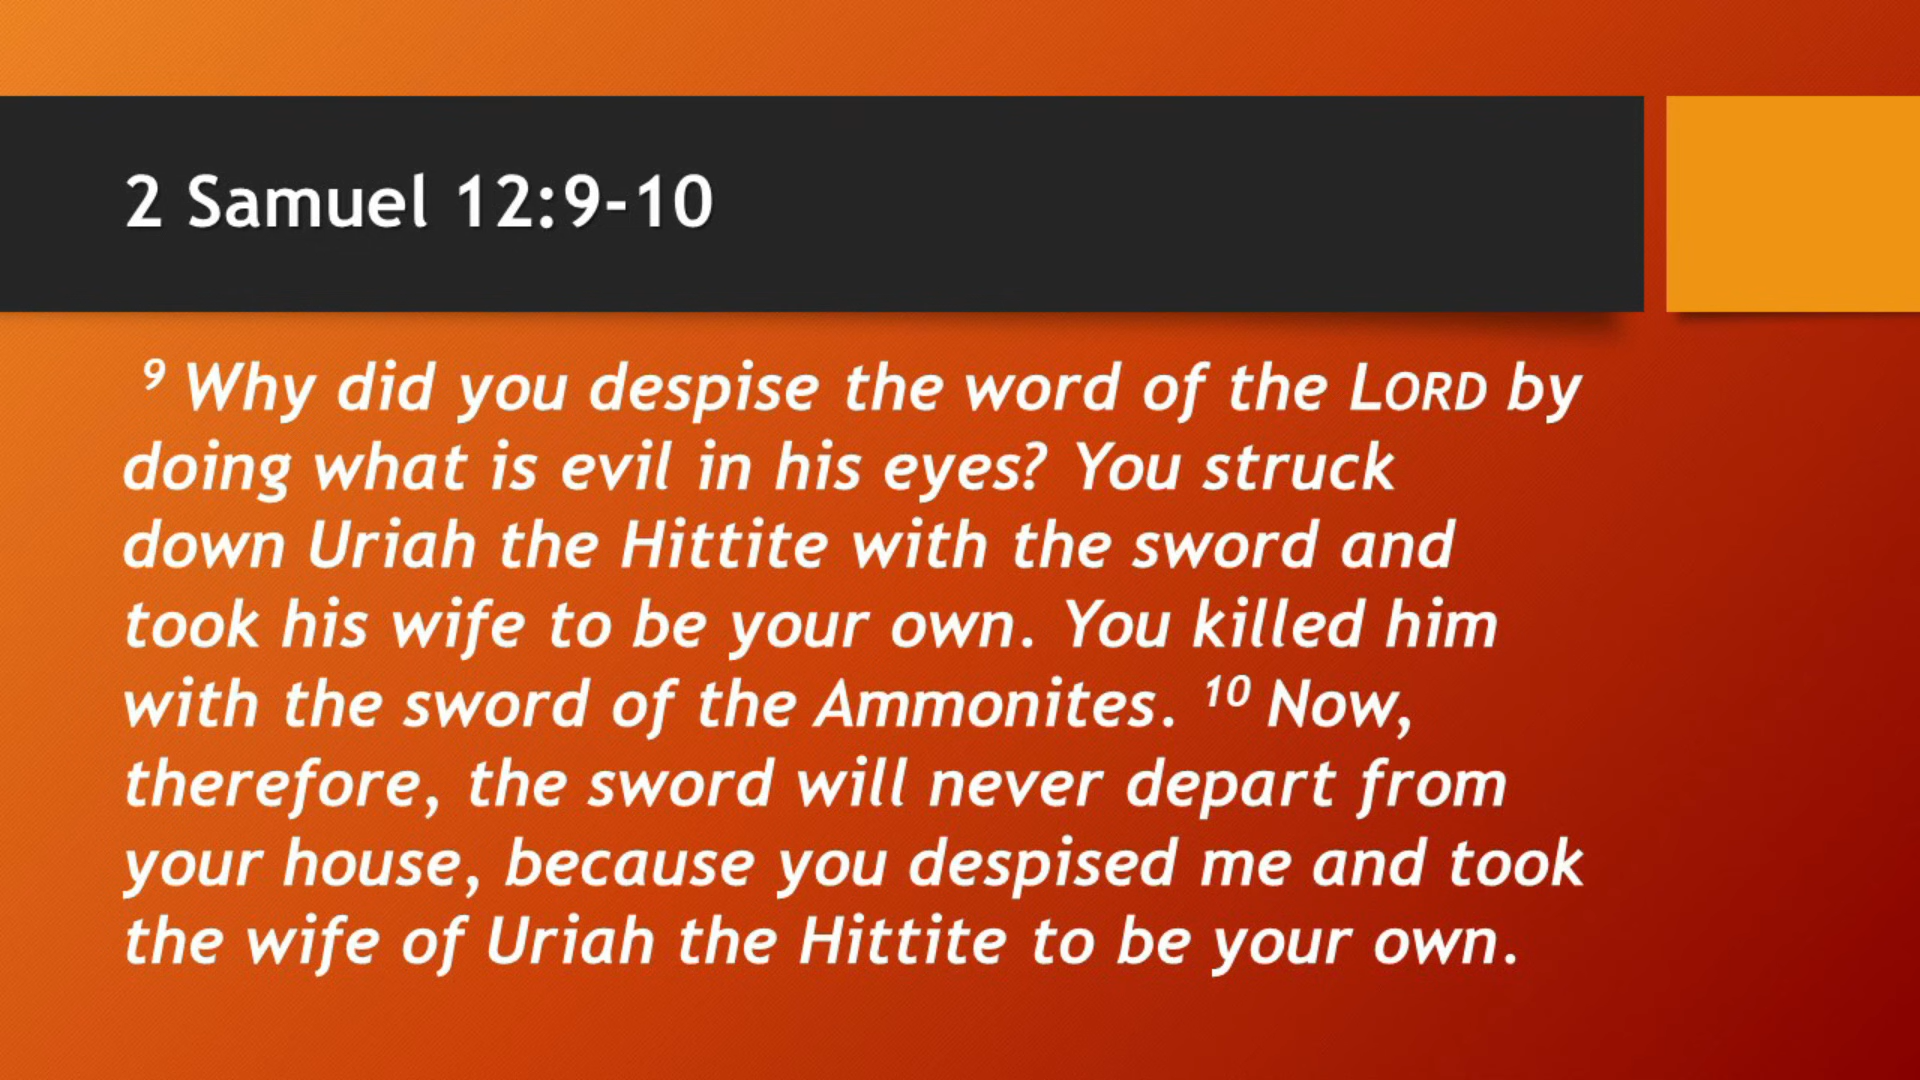 2 Samuel 12:9-10
9 Why did you despise the word of the LORD by
doing what is evil in his eyes? You struck
down Uriah the Hittite with the sword and
took his wife to be your own. You killed him
with the sword of the Ammonites. 10 Now,
therefore, the sword will never depart from
your house, because you despised me and took
the wife of Uriah the Hittite to be your own.